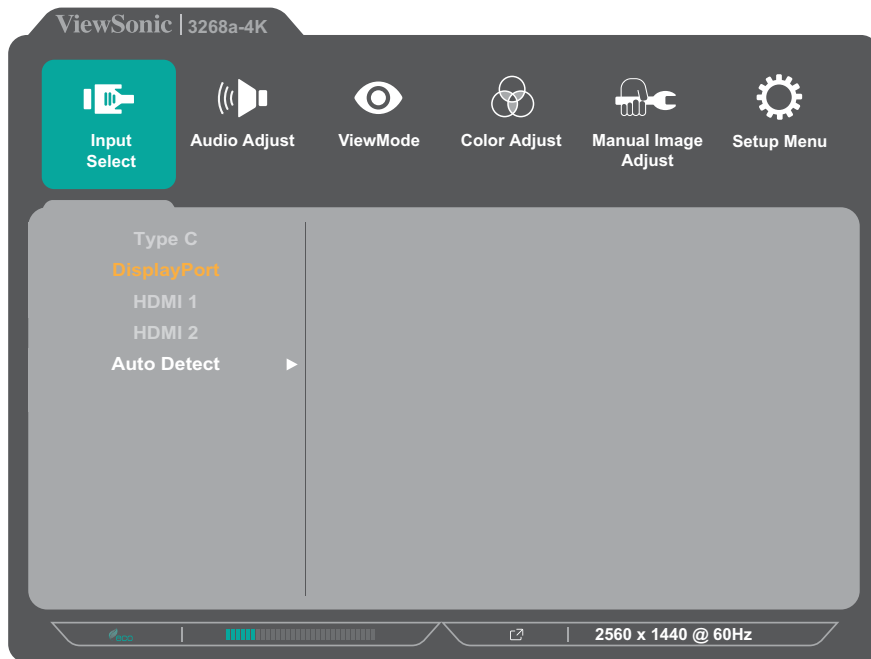 ViewSonic | 3268a-4K
Input
Select
Audio Adjust
ViewMode
Color Adjust
Manual Image
Adjust
Setup Menu
Type C
DisplayPort
HDMI 1
HDMI 2
Auto Detect
eco
2560 x 1440 @ 60Hz